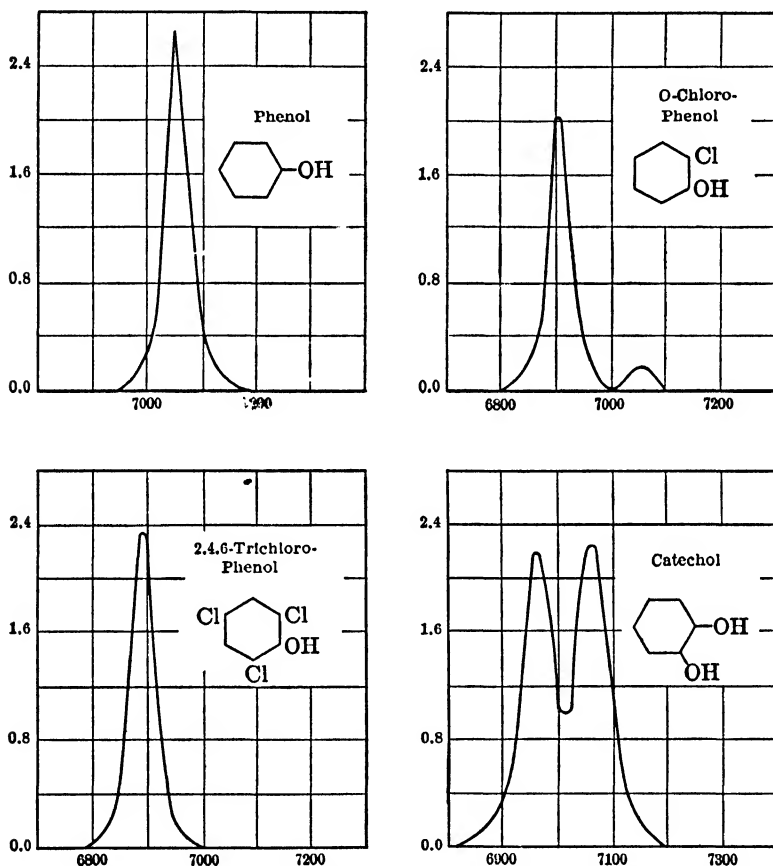 2.4
Phenol
OH
1.6
0.8
0.0
7000
2.4
O-Chloro-
Phenol
Cl
OH
1.6
0.8
0.0
6800 7000 7200
2.4
2.4.6-Trichloro-
Phenol
Cl Cl
OH
Cl
1.6
0.8
0.0
6800 7000 7200
2.4
Catechol
OH
OH
1.6
0.8
0.0
6900 7100 7300